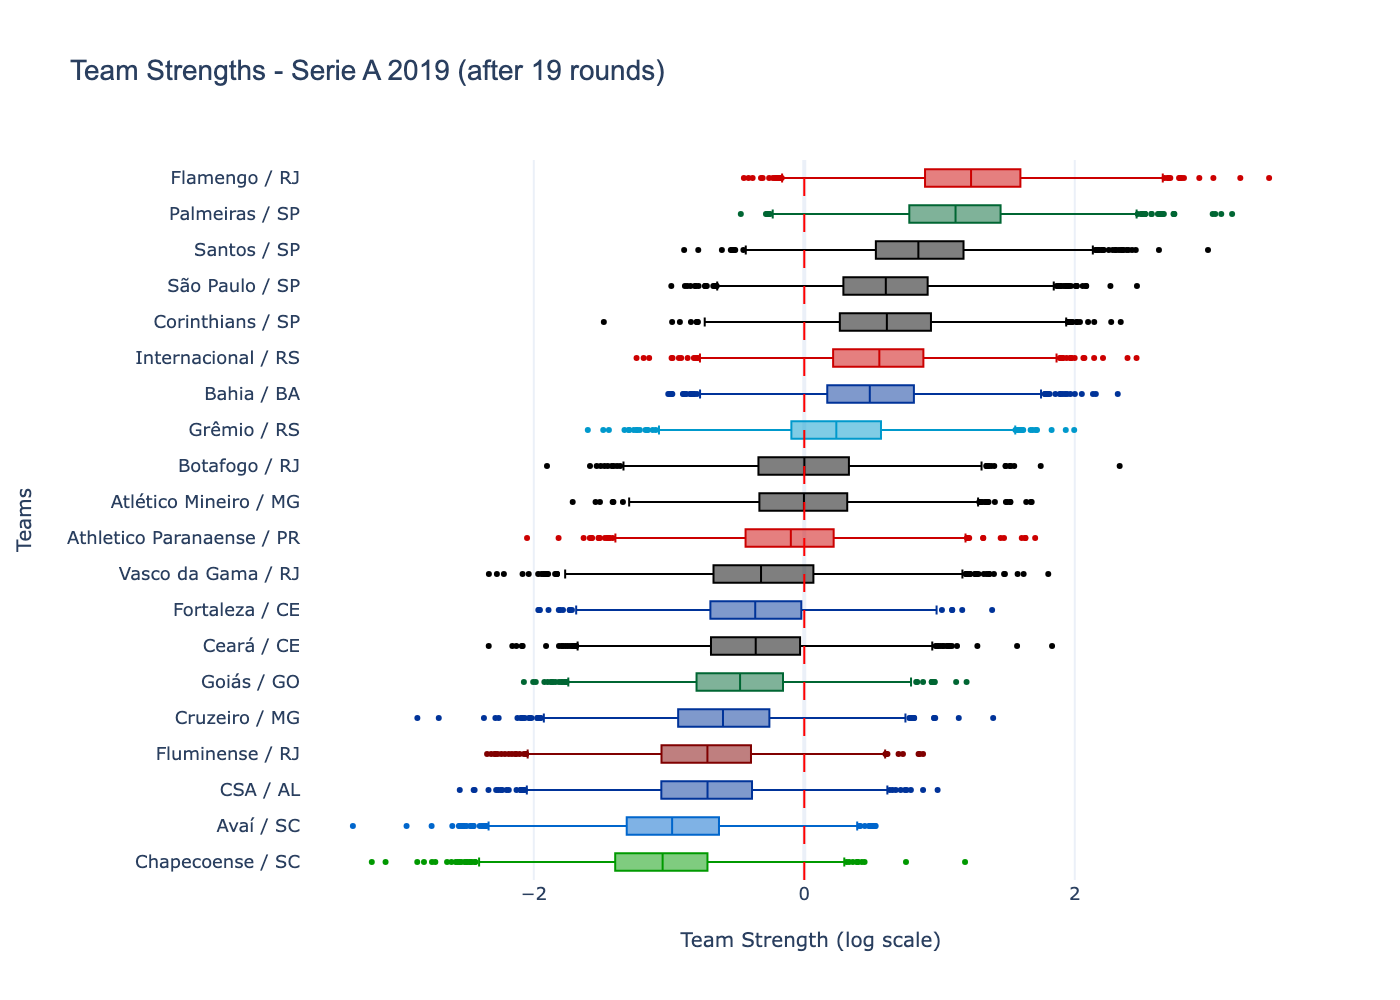 Team Strengths - Serie A 2019 (after 19 rounds)
Flamengo / RJ
Palmeiras / SP
Santos / SP
São Paulo / SP
Corinthians / SP
Internacional / RS
Bahia / BA
Grêmio / RS
Botafogo / RJ
Atlético Mineiro / MG
Athletico Paranaense / PR
Vasco da Gama / RJ
Fortaleza / CE
Ceará / CE
Goiás / GO
Cruzeiro / MG
Fluminense / RJ
CSA / AL
Avaí / SC
Chapecoense / SC
Teams
−2 0 2
Team Strength (log scale)